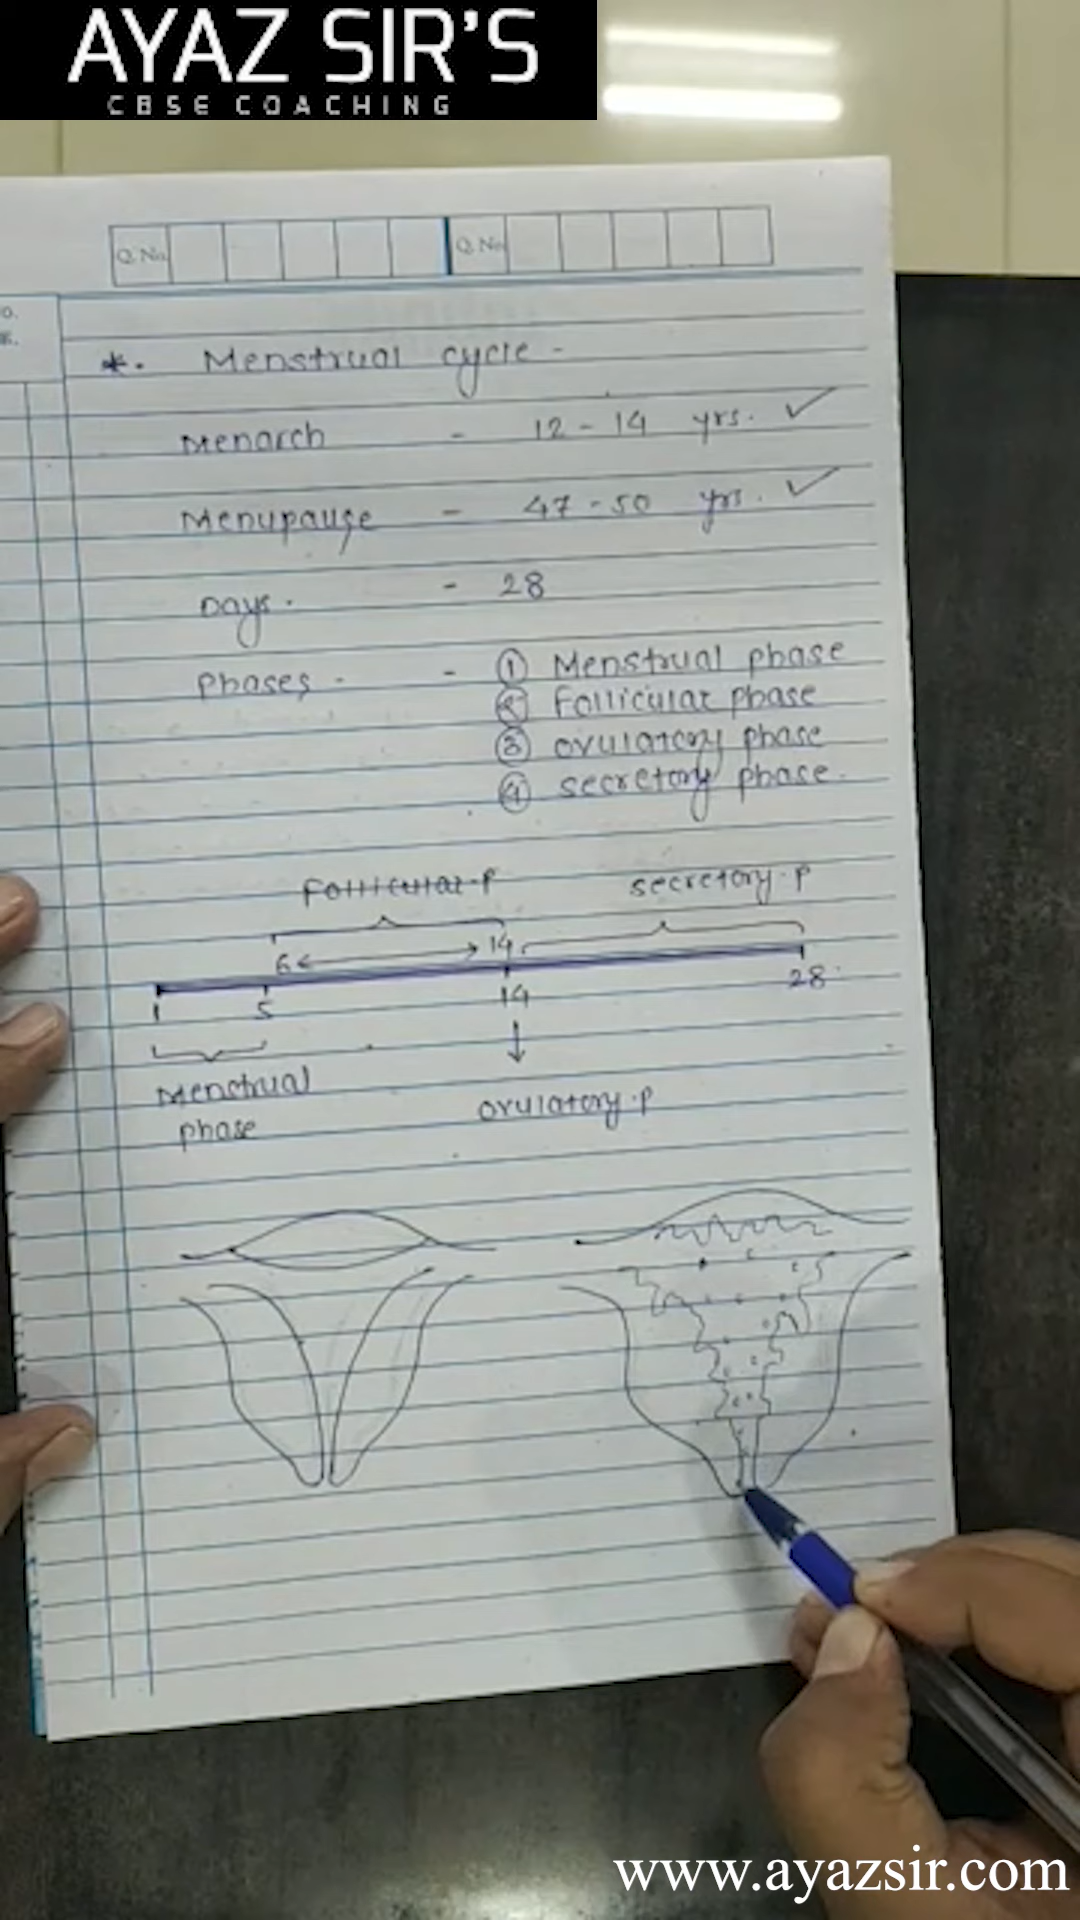 AYAZ SIR'S
CBSE COACHING
Q.No. Q.No.
*. Menstrual cycle -
Menarch - 12 - 14 yrs. ✓
Menupause - 47 - 50 yrs. ✓
Days. - 28
Phases - - ① Menstrual phase
② Follicular phase
③ ovulatory phase
④ secretory phase.
Follicular.P secretory.P
6 14
1 5 14 28
Menstrual
phase
ovulatory.P
www.ayazsir.com